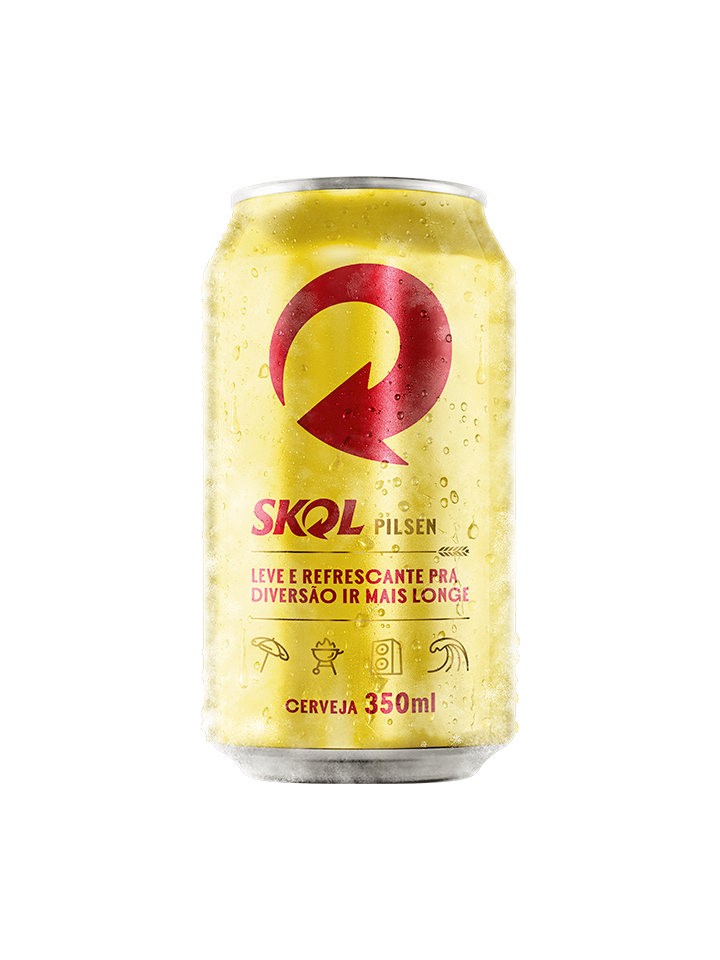 SKOL PILSEN
LEVE E REFRESCANTE PRA
DIVERSÃO IR MAIS LONGE
CERVEJA 350ml